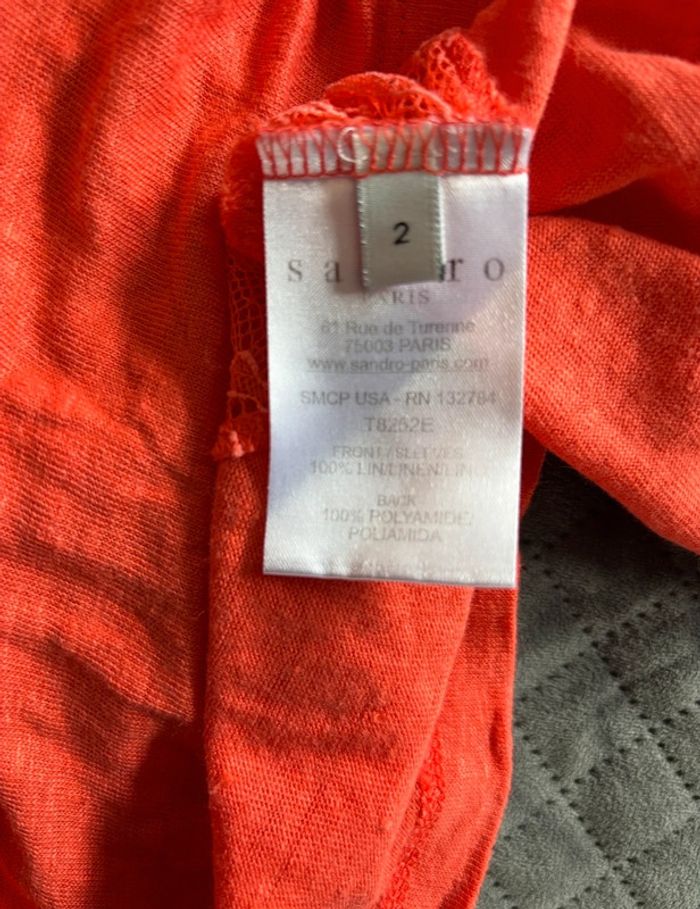 2
sandro
PARIS
61 Rue de Turenne
75003 PARIS
www.sandro-paris.com
SMCP USA - RN 132784
T8252E
FRONT / SLEEVES
100% LIN/LINEN/LINO
BACK
100% POLYAMIDE/
POLIAMIDA